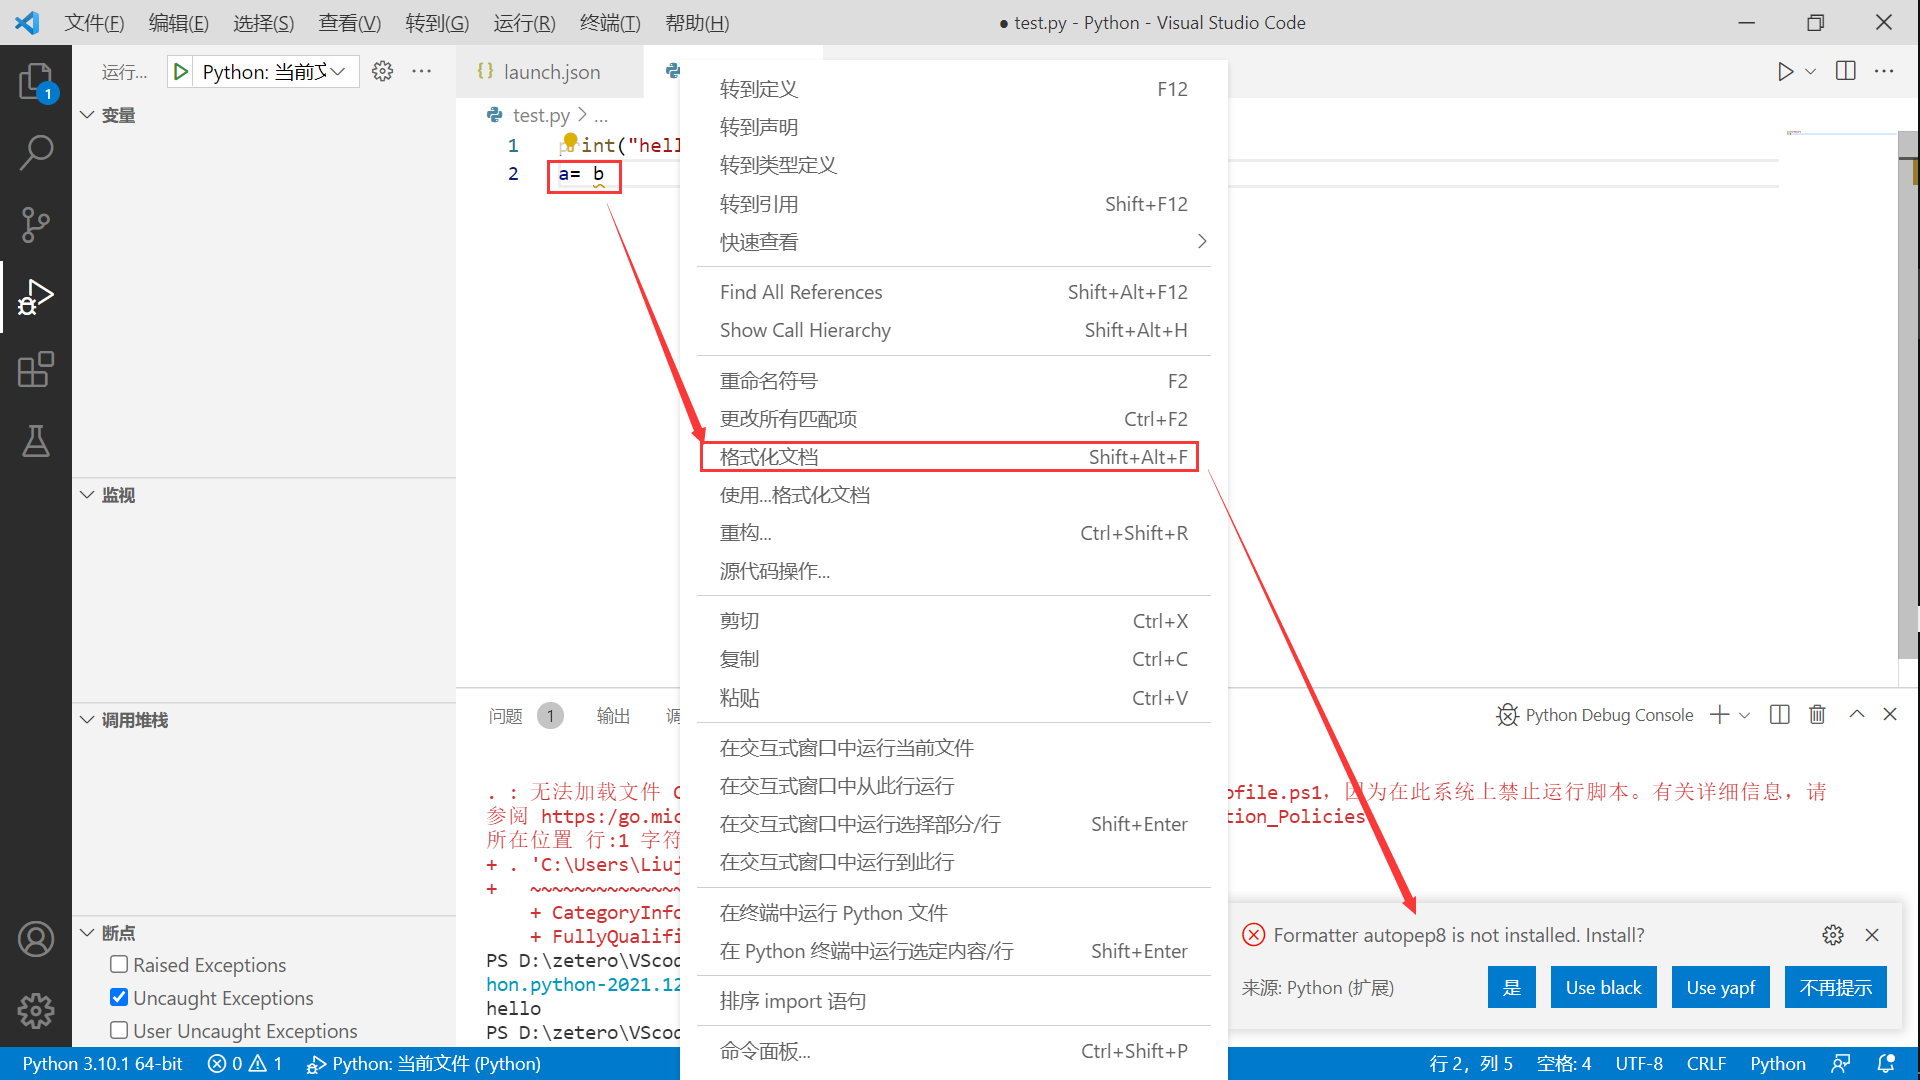 文件(F) 编辑(E) 选择(S) 查看(V) 转到(G) 运行(R) 终端(T) 帮助(H)
● test.py - Python - Visual Studio Code
1
运行...
Python: 当前文
launch.json
变量
test.py > ...
1 print("hell
2 a= b
监视
调用堆栈
断点
Raised Exceptions
Uncaught Exceptions
User Uncaught Exceptions
转到定义 F12
转到声明
转到类型定义
转到引用 Shift+F12
快速查看
Find All References Shift+Alt+F12
Show Call Hierarchy Shift+Alt+H
重命名符号 F2
更改所有匹配项 Ctrl+F2
格式化文档 Shift+Alt+F
使用...格式化文档
重构... Ctrl+Shift+R
源代码操作...
剪切 Ctrl+X
复制 Ctrl+C
粘贴 Ctrl+V
在交互式窗口中运行当前文件
在交互式窗口中从此行运行
在交互式窗口中运行选择部分/行 Shift+Enter
在交互式窗口中运行到此行
在终端中运行 Python 文件
在 Python 终端中运行选定内容/行 Shift+Enter
排序 import 语句
命令面板... Ctrl+Shift+P
问题 1 输出 调
Python Debug Console
. : 无法加载文件 C
ofile.ps1，因为在此系统上禁止运行脚本。有关详细信息，请
参阅 https:/go.mic
tion_Policies
所在位置 行:1 字符
+ . 'C:\Users\Liuj
+ ~~~~~~~~~~~~~~
+ CategoryInfo
+ FullyQualifi
PS D:\zetero\VScod
hon.python-2021.12
hello
PS D:\zetero\VScod
Formatter autopep8 is not installed. Install?
来源: Python (扩展)
是
Use black
Use yapf
不再提示
Python 3.10.1 64-bit 0 1 Python: 当前文件 (Python)
行 2，列 5 空格: 4 UTF-8 CRLF Python